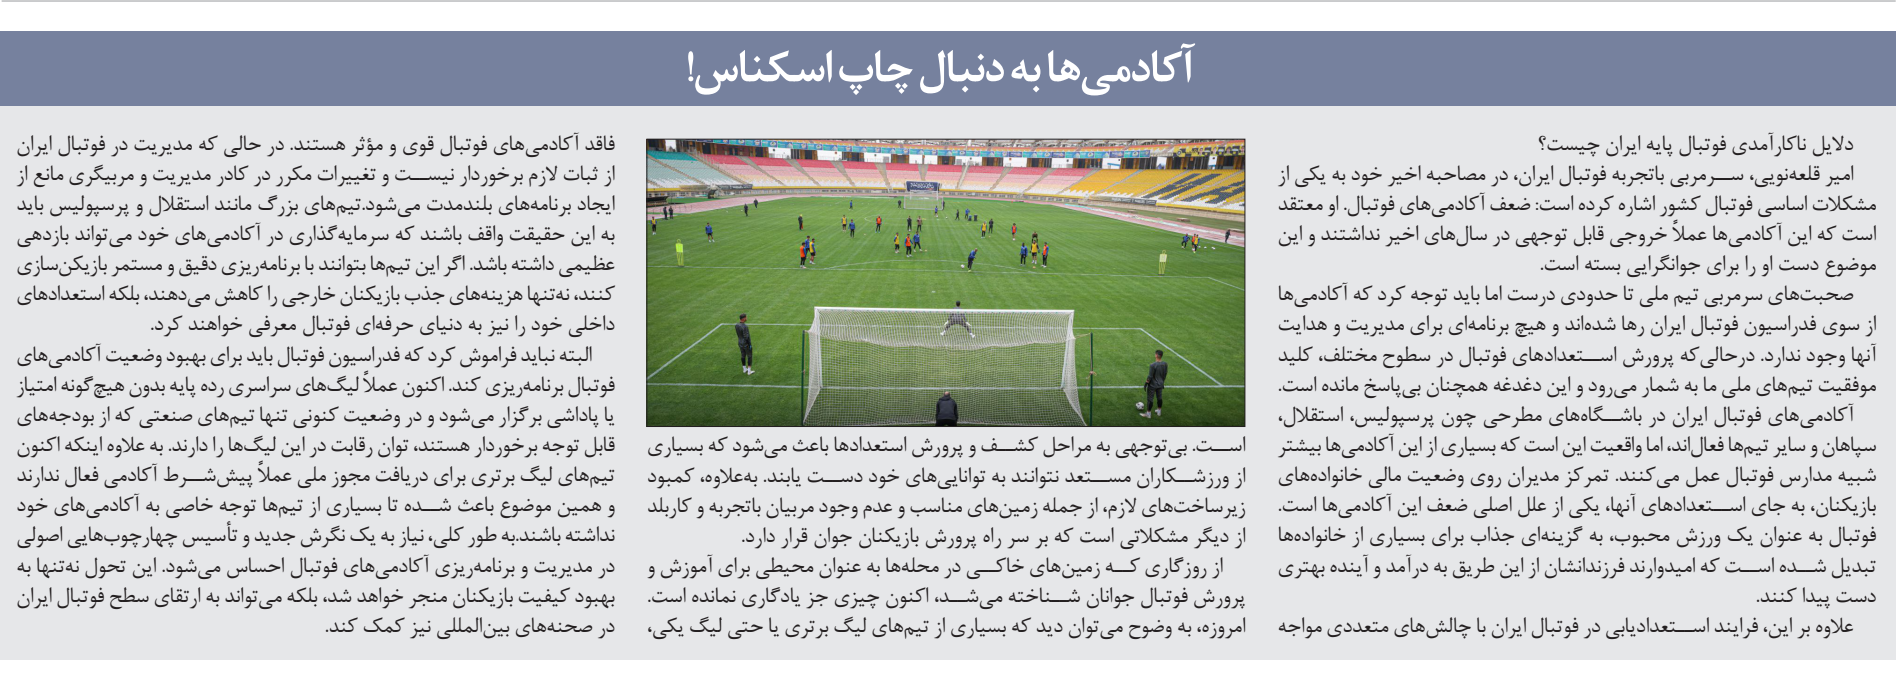 آکادمی‌ها به دنبال چاپ اسکناس!
دلایل ناکارآمدی فوتبال پایه ایران چیست؟
امیر قلعه‌نویی، سرمربی باتجربه فوتبال ایران، در مصاحبه اخیر خود به یکی از
مشکلات اساسی فوتبال کشور اشاره کرده است: ضعف آکادمی‌های فوتبال. او معتقد
است که این آکادمی‌ها عملاً خروجی قابل توجهی در سال‌های اخیر نداشتند و این
موضوع دست او را برای جوانگرایی بسته است.
صحبت‌های سرمربی تیم ملی تا حدودی درست اما باید توجه کرد که آکادمی‌ها
از سوی فدراسیون فوتبال ایران رها شده‌اند و هیچ برنامه‌ای برای مدیریت و هدایت
آنها وجود ندارد. درحالی‌که پرورش استعدادهای فوتبال در سطوح مختلف، کلید
موفقیت تیم‌های ملی ما به شمار می‌رود و این دغدغه همچنان بی‌پاسخ مانده است.
آکادمی‌های فوتبال ایران در باشگاه‌های مطرحی چون پرسپولیس، استقلال،
سپاهان و سایر تیم‌ها فعال‌اند، اما واقعیت این است که بسیاری از این آکادمی‌ها بیشتر
شبیه مدارس فوتبال عمل می‌کنند. تمرکز مدیران روی وضعیت مالی خانواده‌های
بازیکنان، به جای استعدادهای آنها، یکی از علل اصلی ضعف این آکادمی‌ها است.
فوتبال به عنوان یک ورزش محبوب، به گزینه‌ای جذاب برای بسیاری از خانواده‌ها
تبدیل شده است که امیدوارند فرزندانشان از این طریق به درآمد و آینده بهتری
دست پیدا کنند.
علاوه بر این، فرایند استعدادیابی در فوتبال ایران با چالش‌های متعددی مواجه
است. بی‌توجهی به مراحل کشف و پرورش استعدادها باعث می‌شود که بسیاری
از ورزشکاران مستعد نتوانند به توانایی‌های خود دست یابند. به‌علاوه، کمبود
زیرساخت‌های لازم، از جمله زمین‌های مناسب و عدم وجود مربیان باتجربه و کاربلد
از دیگر مشکلاتی است که بر سر راه پرورش بازیکنان جوان قرار دارد.
از روزگاری که زمین‌های خاکی در محله‌ها به عنوان محیطی برای آموزش و
پرورش فوتبال جوانان شناخته می‌شد، اکنون چیزی جز یادگاری نمانده است.
امروزه، به وضوح می‌توان دید که بسیاری از تیم‌های لیگ برتری یا حتی لیگ یکی،
فاقد آکادمی‌های فوتبال قوی و مؤثر هستند. در حالی که مدیریت در فوتبال ایران
از ثبات لازم برخوردار نیست و تغییرات مکرر در کادر مدیریت و مربیگری مانع از
ایجاد برنامه‌های بلندمدت می‌شود.تیم‌های بزرگ مانند استقلال و پرسپولیس باید
به این حقیقت واقف باشند که سرمایه‌گذاری در آکادمی‌های خود می‌تواند بازدهی
عظیمی داشته باشد. اگر این تیم‌ها بتوانند با برنامه‌ریزی دقیق و مستمر بازیکن‌سازی
کنند، نه‌تنها هزینه‌های جذب بازیکنان خارجی را کاهش می‌دهند، بلکه استعدادهای
داخلی خود را نیز به دنیای حرفه‌ای فوتبال معرفی خواهند کرد.
البته نباید فراموش کرد که فدراسیون فوتبال باید برای بهبود وضعیت آکادمی‌های
فوتبال برنامه‌ریزی کند. اکنون عملاً لیگ‌های سراسری رده پایه بدون هیچ‌گونه امتیاز
یا پاداشی برگزار می‌شود و در وضعیت کنونی تنها تیم‌های صنعتی که از بودجه‌های
قابل توجه برخوردار هستند، توان رقابت در این لیگ‌ها را دارند. به علاوه اینکه اکنون
تیم‌های لیگ برتری برای دریافت مجوز ملی عملاً پیش‌شرط آکادمی فعال ندارند
و همین موضوع باعث شده تا بسیاری از تیم‌ها توجه خاصی به آکادمی‌های خود
نداشته باشند.به طور کلی، نیاز به یک نگرش جدید و تأسیس چهارچوب‌هایی اصولی
در مدیریت و برنامه‌ریزی آکادمی‌های فوتبال احساس می‌شود. این تحول نه‌تنها به
بهبود کیفیت بازیکنان منجر خواهد شد، بلکه می‌تواند به ارتقای سطح فوتبال ایران
در صحنه‌های بین‌المللی نیز کمک کند.